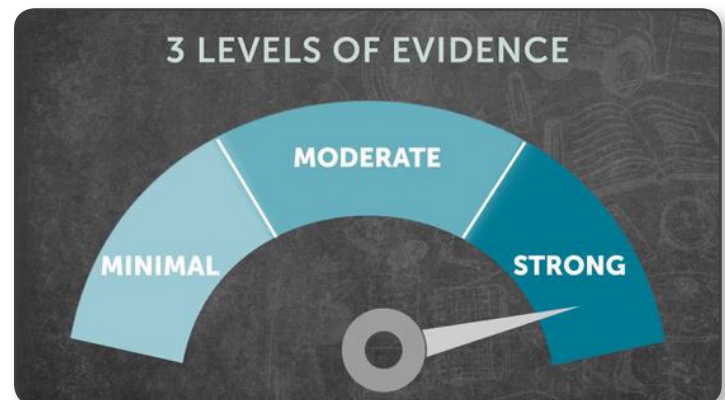 3 LEVELS OF EVIDENCE
MODERATE
MINIMAL
STRONG